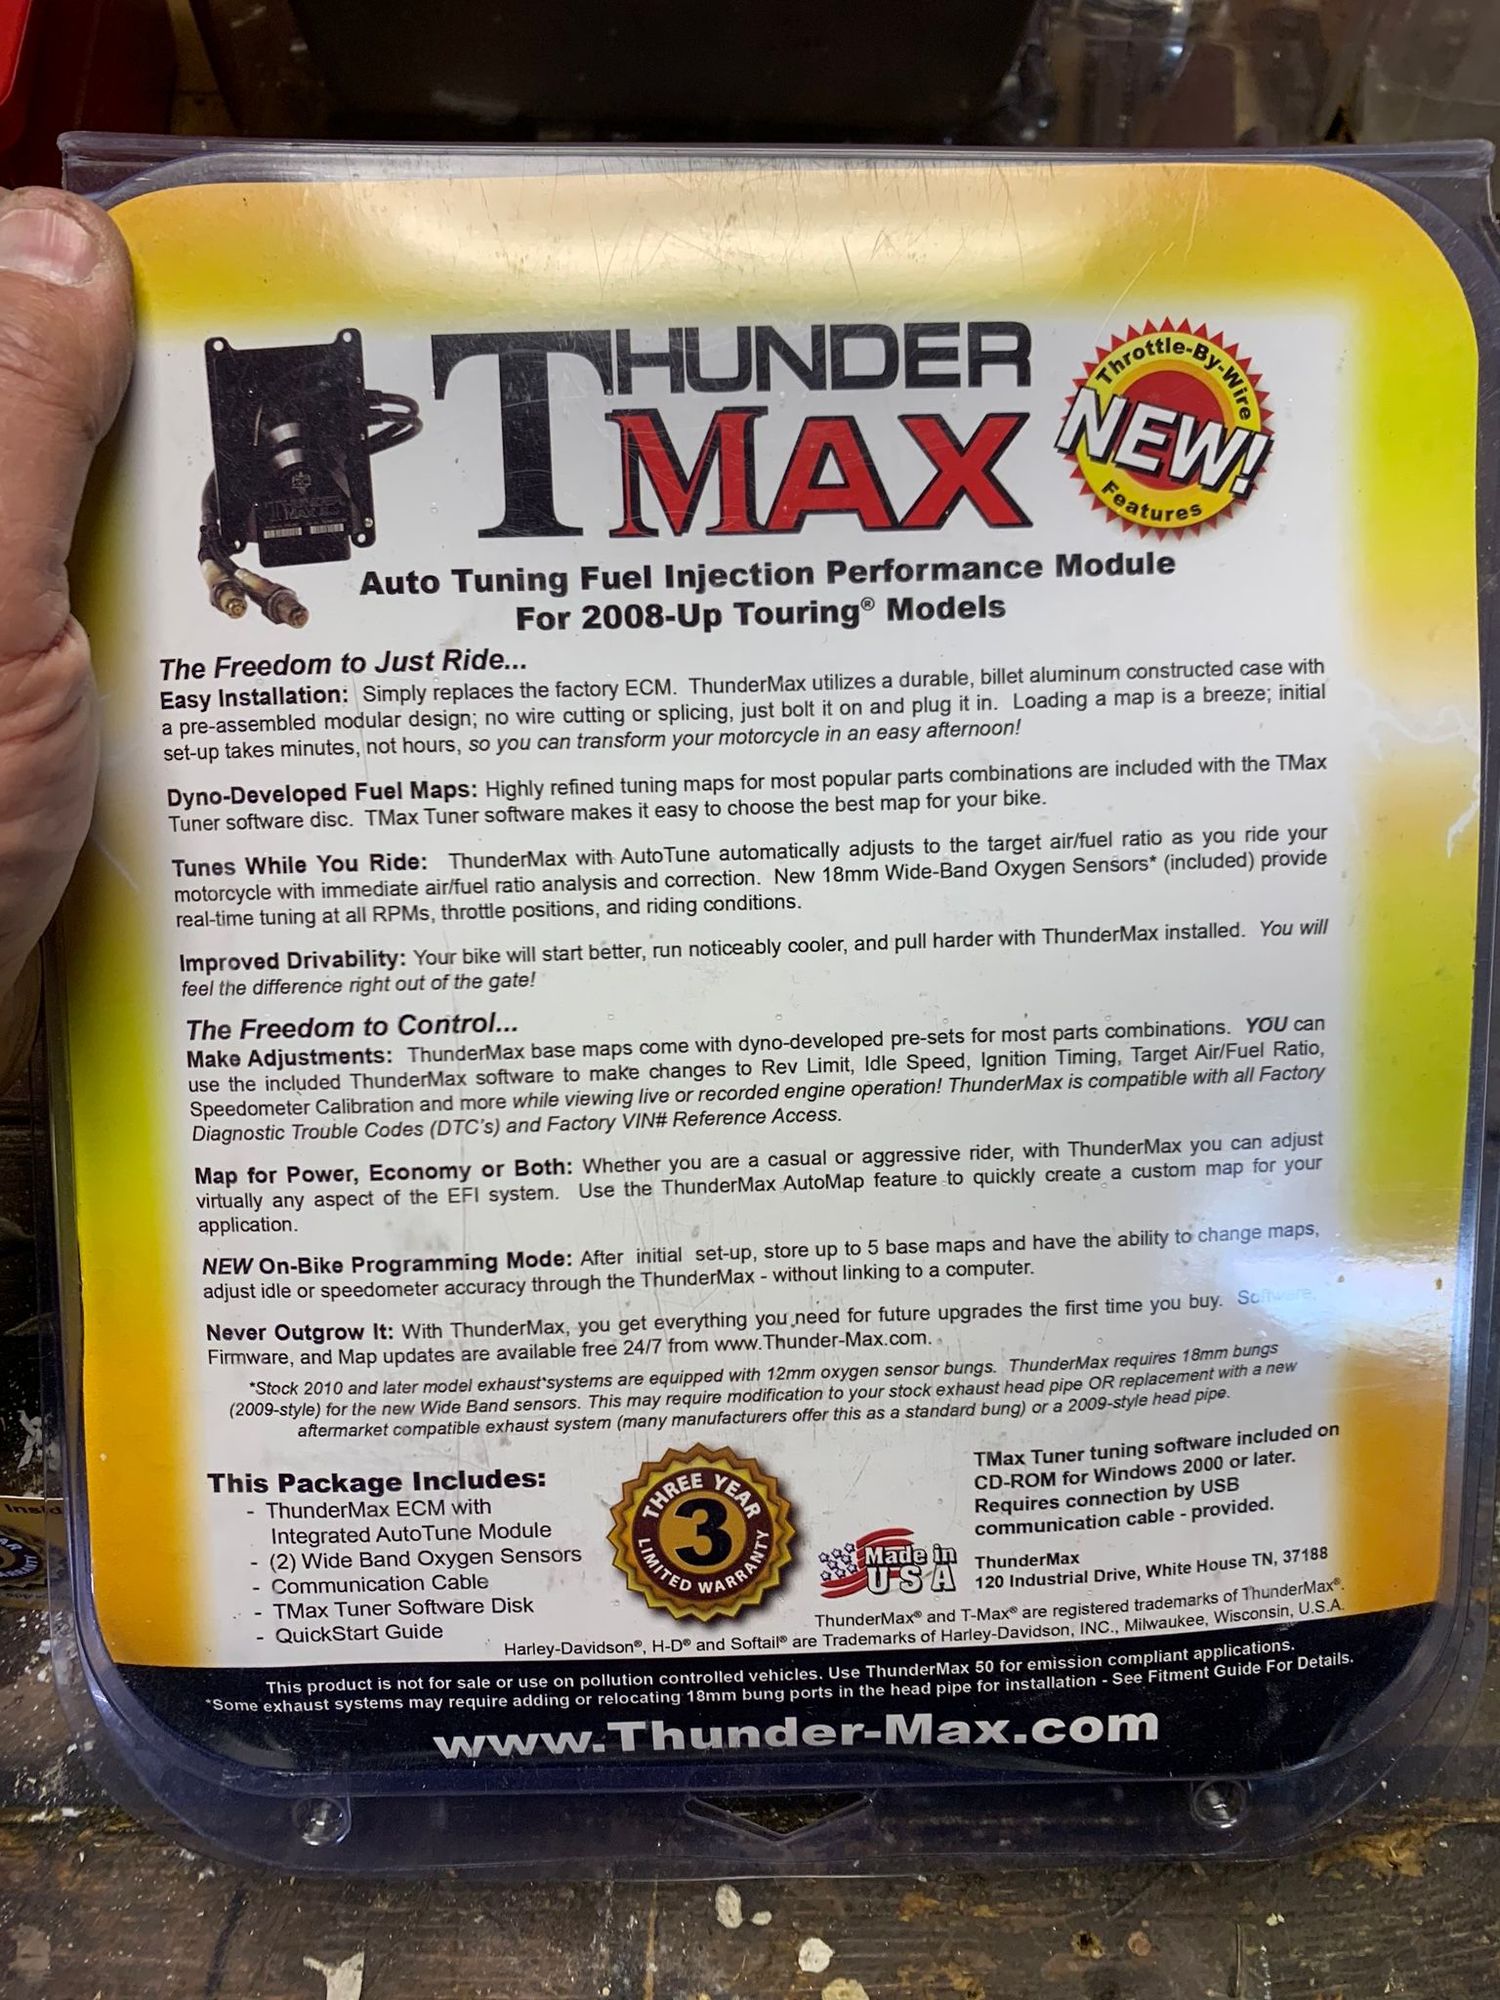 THUNDER
MAX
Throttle-By-Wire
NEW!
Features
THUNDER
MAX
Auto Tuning Fuel Injection Performance Module
For 2008-Up Touring® Models
The Freedom to Just Ride...
Easy Installation: Simply replaces the factory ECM. ThunderMax utilizes a durable, billet aluminum constructed case with
a pre-assembled modular design; no wire cutting or splicing, just bolt it on and plug it in. Loading a map is a breeze; initial
set-up takes minutes, not hours, so you can transform your motorcycle in an easy afternoon!
Dyno-Developed Fuel Maps: Highly refined tuning maps for most popular parts combinations are included with the TMax
Tuner software disc. TMax Tuner software makes it easy to choose the best map for your bike.
Tunes While You Ride: ThunderMax with AutoTune automatically adjusts to the target air/fuel ratio as you ride your
motorcycle with immediate air/fuel ratio analysis and correction. New 18mm Wide-Band Oxygen Sensors* (included) provide
real-time tuning at all RPMs, throttle positions, and riding conditions.
Improved Drivability: Your bike will start better, run noticeably cooler, and pull harder with ThunderMax installed. You will
feel the difference right out of the gate!
The Freedom to Control...
Make Adjustments: ThunderMax base maps come with dyno-developed pre-sets for most parts combinations. YOU can
use the included ThunderMax software to make changes to Rev Limit, Idle Speed, Ignition Timing, Target Air/Fuel Ratio,
Speedometer Calibration and more while viewing live or recorded engine operation! ThunderMax is compatible with all Factory
Diagnostic Trouble Codes (DTC's) and Factory VIN# Reference Access.
Map for Power, Economy or Both: Whether you are a casual or aggressive rider, with ThunderMax you can adjust
virtually any aspect of the EFI system. Use the ThunderMax AutoMap feature to quickly create a custom map for your
application.
NEW On-Bike Programming Mode: After initial set-up, store up to 5 base maps and have the ability to change maps,
adjust idle or speedometer accuracy through the ThunderMax - without linking to a computer.
Never Outgrow It: With ThunderMax, you get everything you need for future upgrades the first time you buy. Software,
Firmware, and Map updates are available free 24/7 from www.Thunder-Max.com.
*Stock 2010 and later model exhaust systems are equipped with 12mm oxygen sensor bungs. ThunderMax requires 18mm bungs
(2009-style) for the new Wide Band sensors. This may require modification to your stock exhaust head pipe OR replacement with a new
aftermarket compatible exhaust system (many manufacturers offer this as a standard bung) or a 2009-style head pipe.
This Package Includes:
- ThunderMax ECM with
Integrated AutoTune Module
- (2) Wide Band Oxygen Sensors
- Communication Cable
- TMax Tuner Software Disk
- QuickStart Guide
THREE YEAR
3
LIMITED WARRANTY
Made in
USA
TMax Tuner tuning software included on
CD-ROM for Windows 2000 or later.
Requires connection by USB
communication cable - provided.
ThunderMax
120 Industrial Drive, White House TN, 37188
ThunderMax® and T-Max® are registered trademarks of ThunderMax®.
Harley-Davidson®, H-D® and Softail® are Trademarks of Harley-Davidson, INC., Milwaukee, Wisconsin, U.S.A.
This product is not for sale or use on pollution controlled vehicles. Use ThunderMax 50 for emission compliant applications.
*Some exhaust systems may require adding or relocating 18mm bung ports in the head pipe for installation - See Fitment Guide For Details.
www.Thunder-Max.com